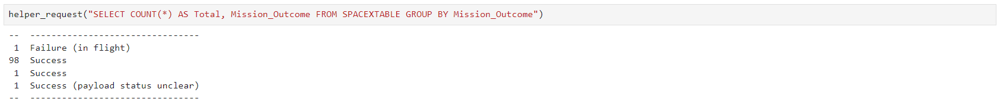 helper_request("SELECT COUNT(*) AS Total, Mission_Outcome FROM SPACEXTABLE GROUP BY Mission_Outcome")
--  --------------------------------
 1  Failure (in flight)
98  Success
 1  Success
 1  Success (payload status unclear)
--  --------------------------------